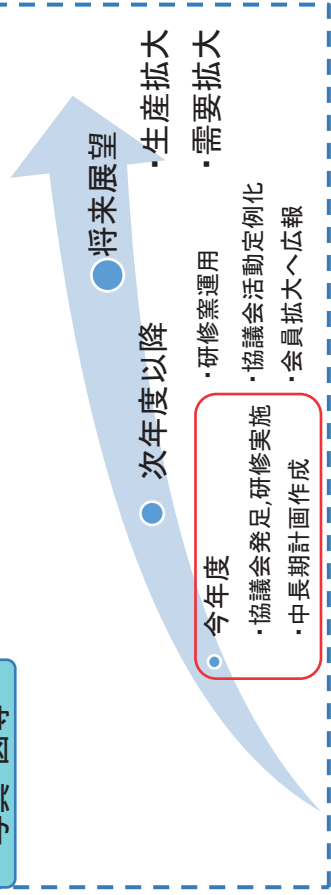 今年度
・協議会発足,研修実施
・中長期計画作成
次年度以降
・研修窯運用
・協議会活動定例化
・会員拡大へ広報
将来展望
・生産拡大
・需要拡大